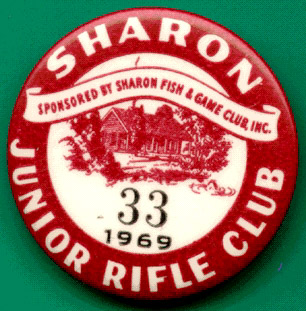 SHARON
SPONSORED BY SHARON FISH & GAME CLUB, INC.
33
1969
JUNIOR RIFLE CLUB